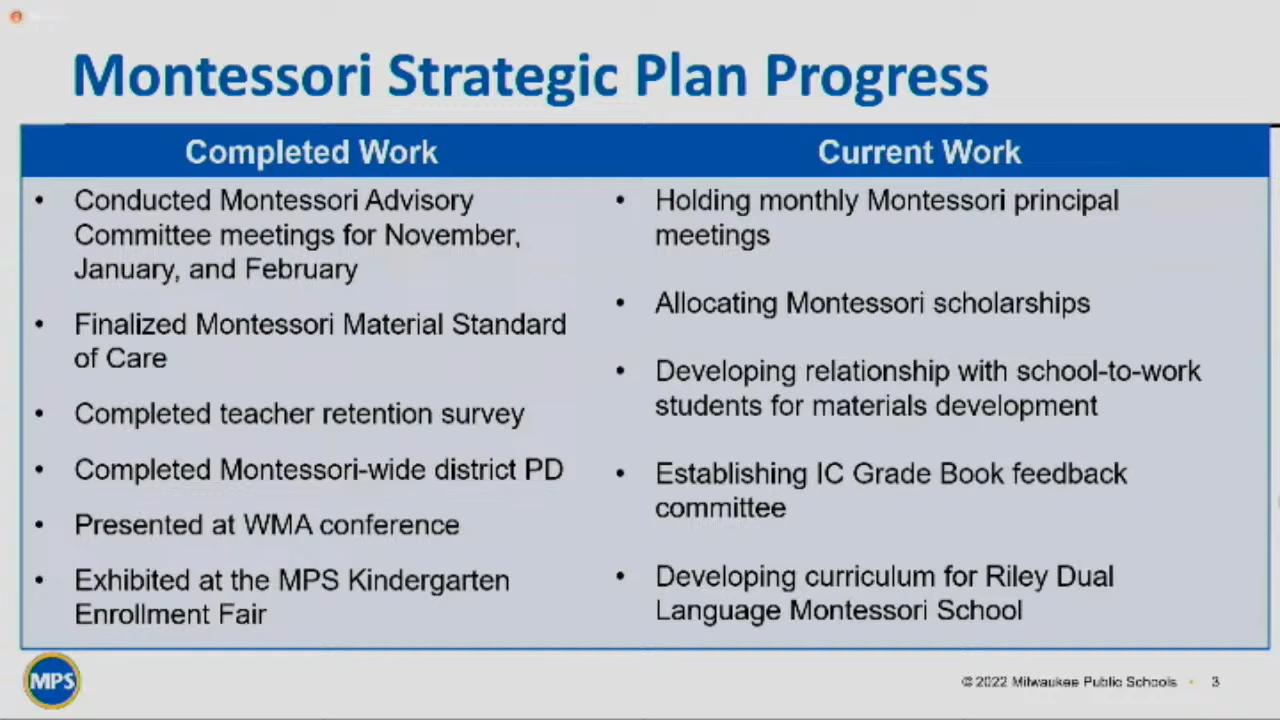 Montessori Strategic Plan Progress
Completed Work
• Conducted Montessori Advisory
Committee meetings for November,
January, and February
• Finalized Montessori Material Standard
of Care
• Completed teacher retention survey
• Completed Montessori-wide district PD
• Presented at WMA conference
• Exhibited at the MPS Kindergarten
Enrollment Fair
Current Work
• Holding monthly Montessori principal
meetings
• Allocating Montessori scholarships
• Developing relationship with school-to-work
students for materials development
• Establishing IC Grade Book feedback
committee
• Developing curriculum for Riley Dual
Language Montessori School
MPS
© 2022 Milwaukee Public Schools • 3